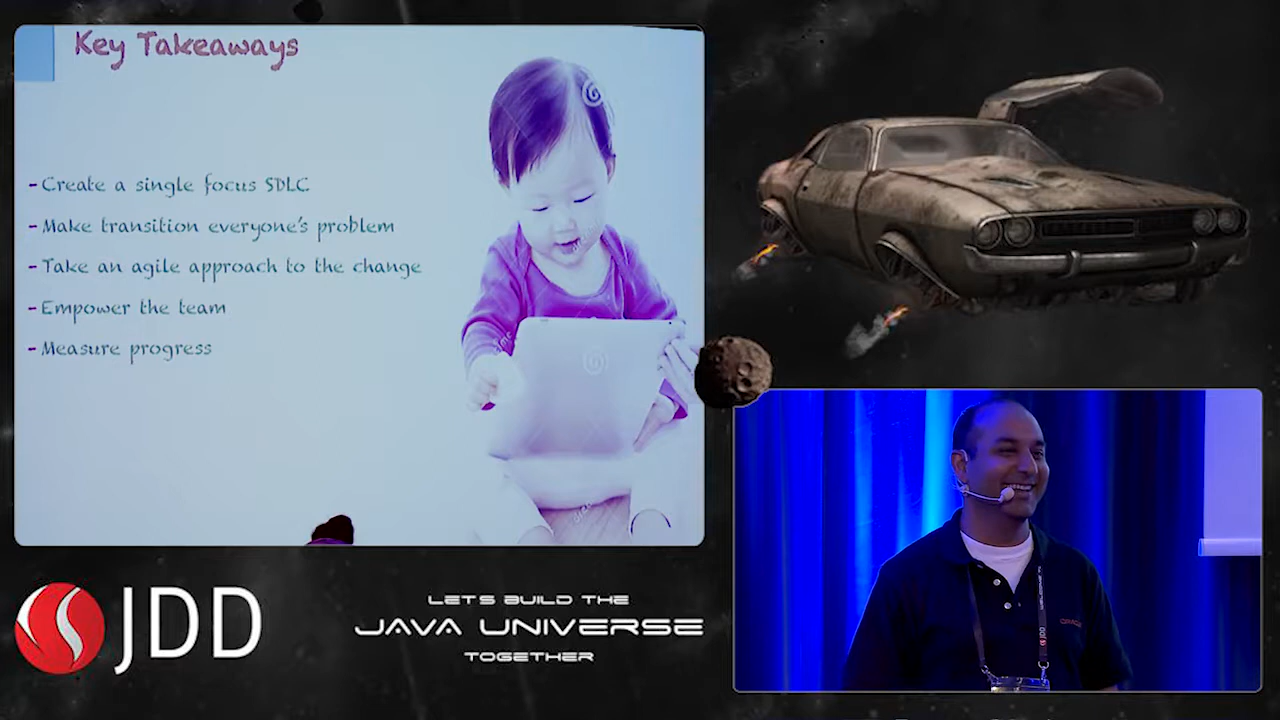 Key Takeaways
-Create a single focus SDLC
-Make transition everyone's problem
-Take an agile approach to the change
-Empower the team
-Measure progress
JDD
LETS BUILD THE
JAVA UNIVERSE
TOGETHER